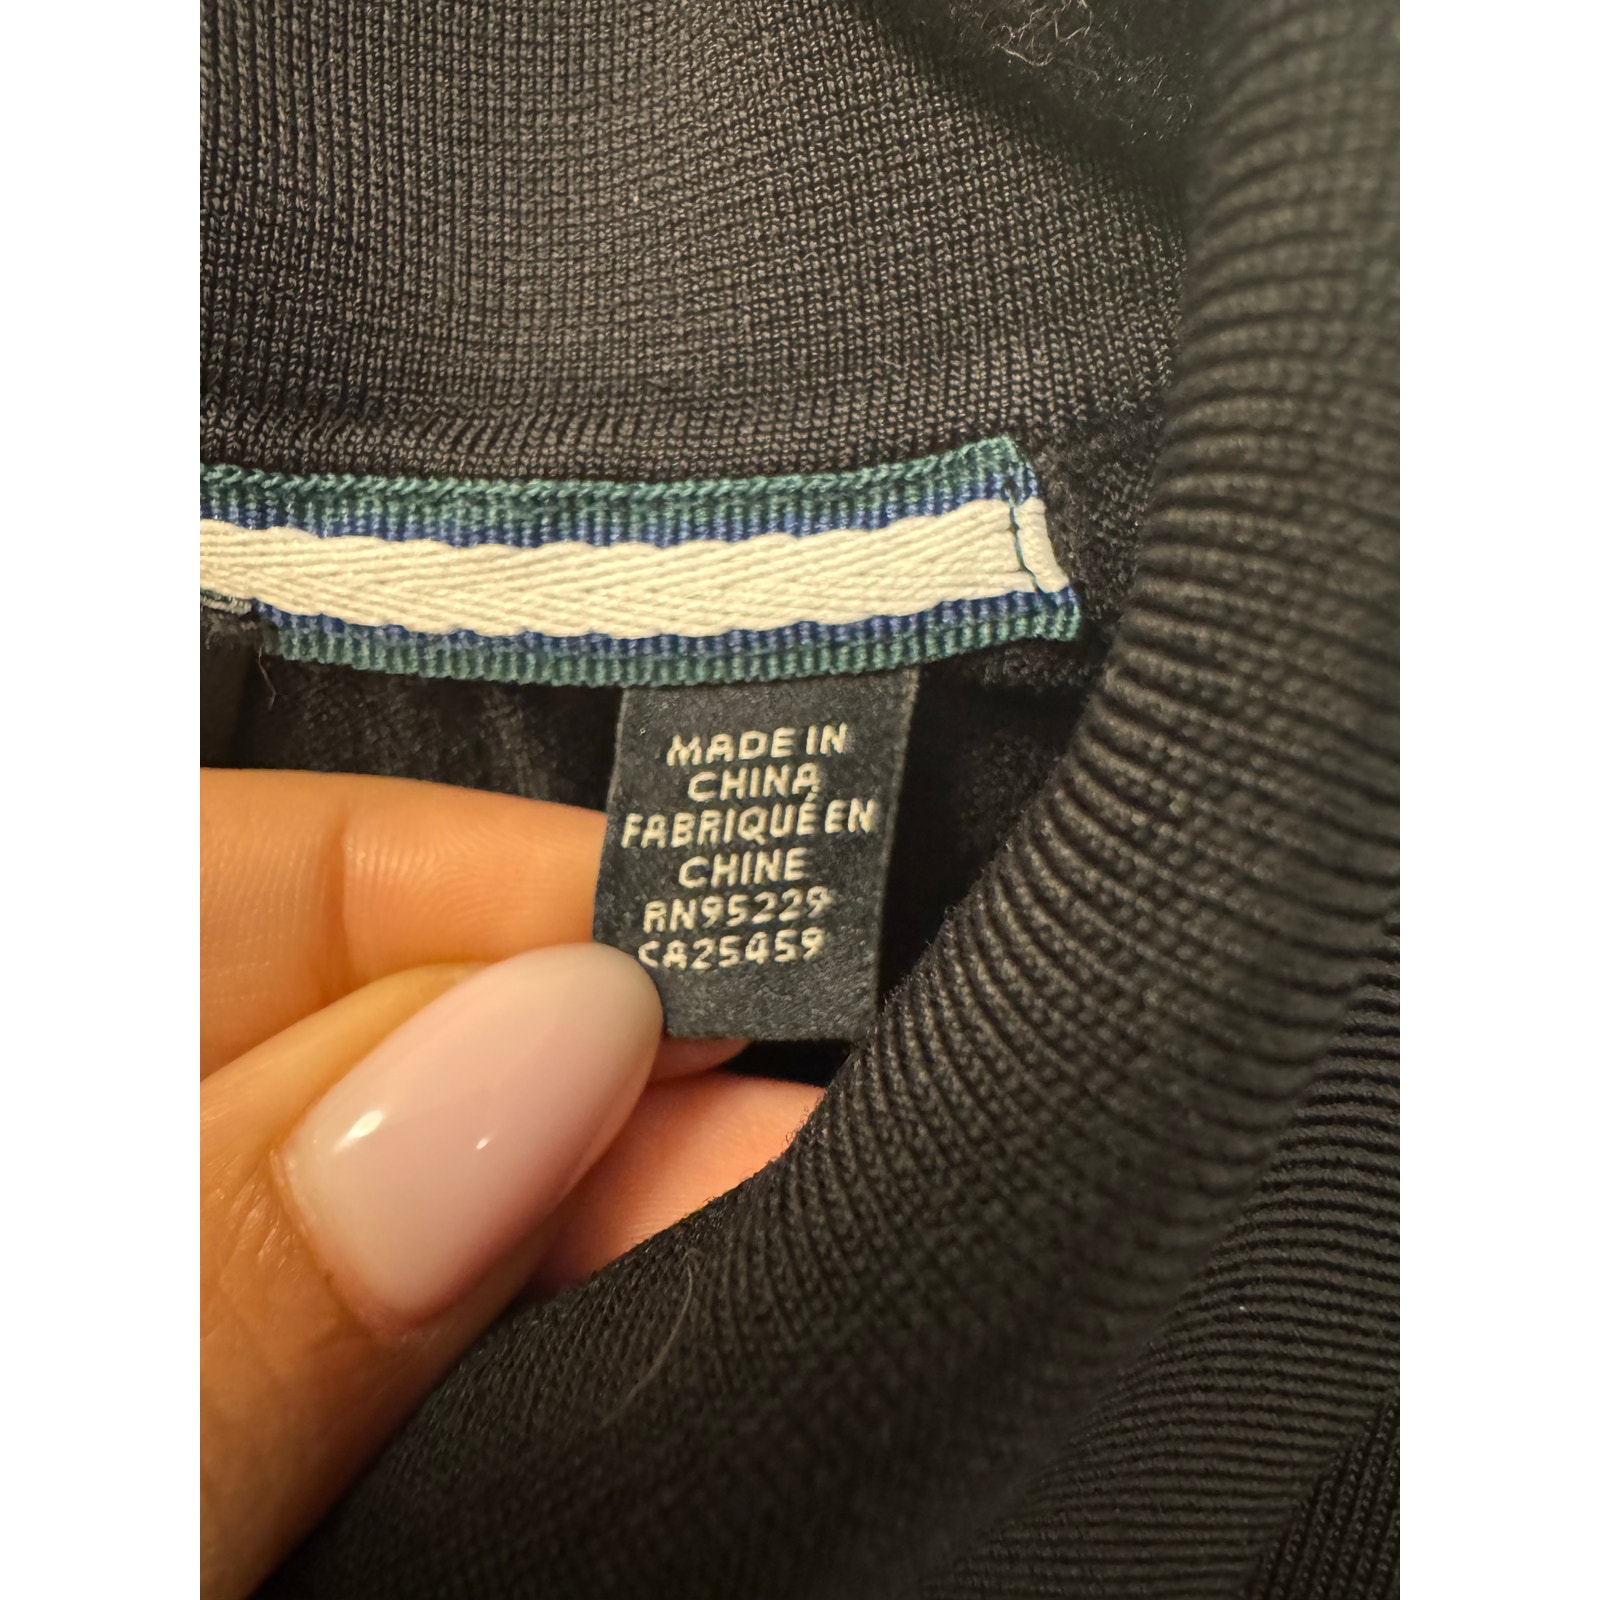 MADE IN
CHINA
FABRIQUÉ EN
CHINE
RN95229
CA25459